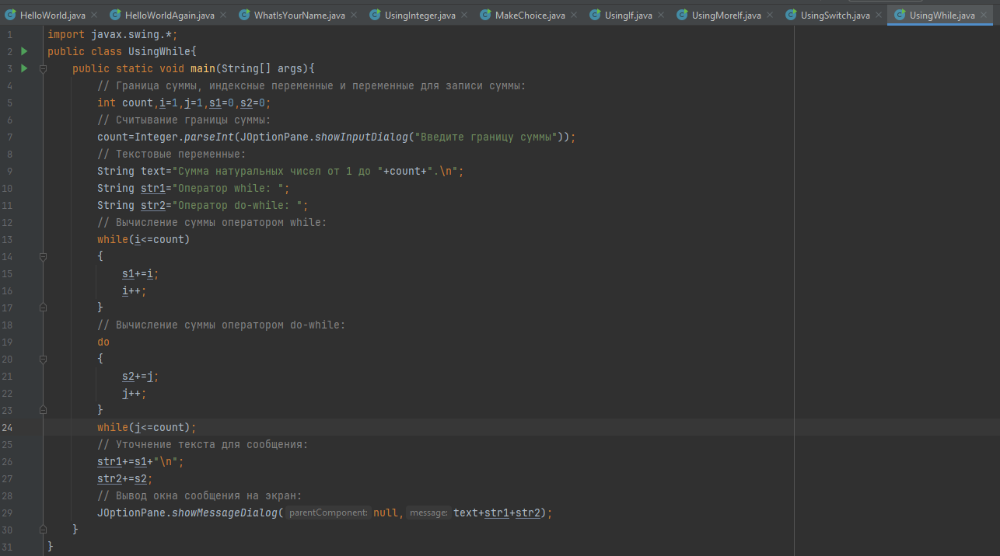 HelloWorld.java HelloWorldAgain.java WhatIsYourName.java UsingInteger.java MakeChoice.java UsingIf.java UsingMoreIf.java UsingSwitch.java UsingWhile.java
1 import javax.swing.*;
2 public class UsingWhile{
3 public static void main(String[] args){
4 // Граница суммы, индексные переменные и переменные для записи суммы:
5 int count,i=1,j=1,s1=0,s2=0;
6 // Считывание границы суммы:
7 count=Integer.parseInt(JOptionPane.showInputDialog("Введите границу суммы"));
8 // Текстовые переменные:
9 String text="Сумма натуральных чисел от 1 до "+count+".\n";
10 String str1="Оператор while: ";
11 String str2="Оператор do-while: ";
12 // Вычисление суммы оператором while:
13 while(i<=count)
14 {
15 s1+=i;
16 i++;
17 }
18 // Вычисление суммы оператором do-while:
19 do
20 {
21 s2+=j;
22 j++;
23 }
24 while(j<=count);
25 // Уточнение текста для сообщения:
26 str1+=s1+"\n";
27 str2+=s2;
28 // Вывод окна сообщения на экран:
29 JOptionPane.showMessageDialog( parentComponent: null, message: text+str1+str2);
30 }
31 }